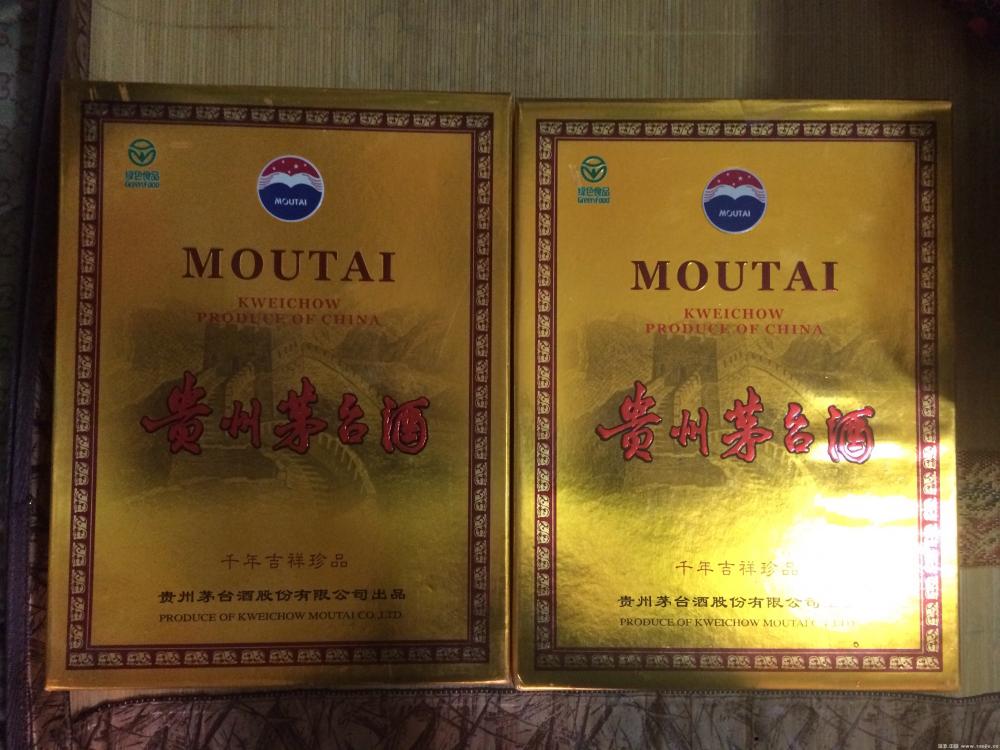 绿色食品
GreenFood
MOUTAI
MOUTAI
KWEICHOW
PRODUCE OF CHINA
贵州茅台酒
千年吉祥珍品
贵州茅台酒股份有限公司出品
PRODUCE OF KWEICHOW MOUTAI CO.,LTD.
绿色食品
GreenFood
MOUTAI
MOUTAI
KWEICHOW
PRODUCE OF CHINA
贵州茅台酒
千年吉祥珍品
贵州茅台酒股份有限公司
PRODUCE OF KWEICHOW MOUTAI